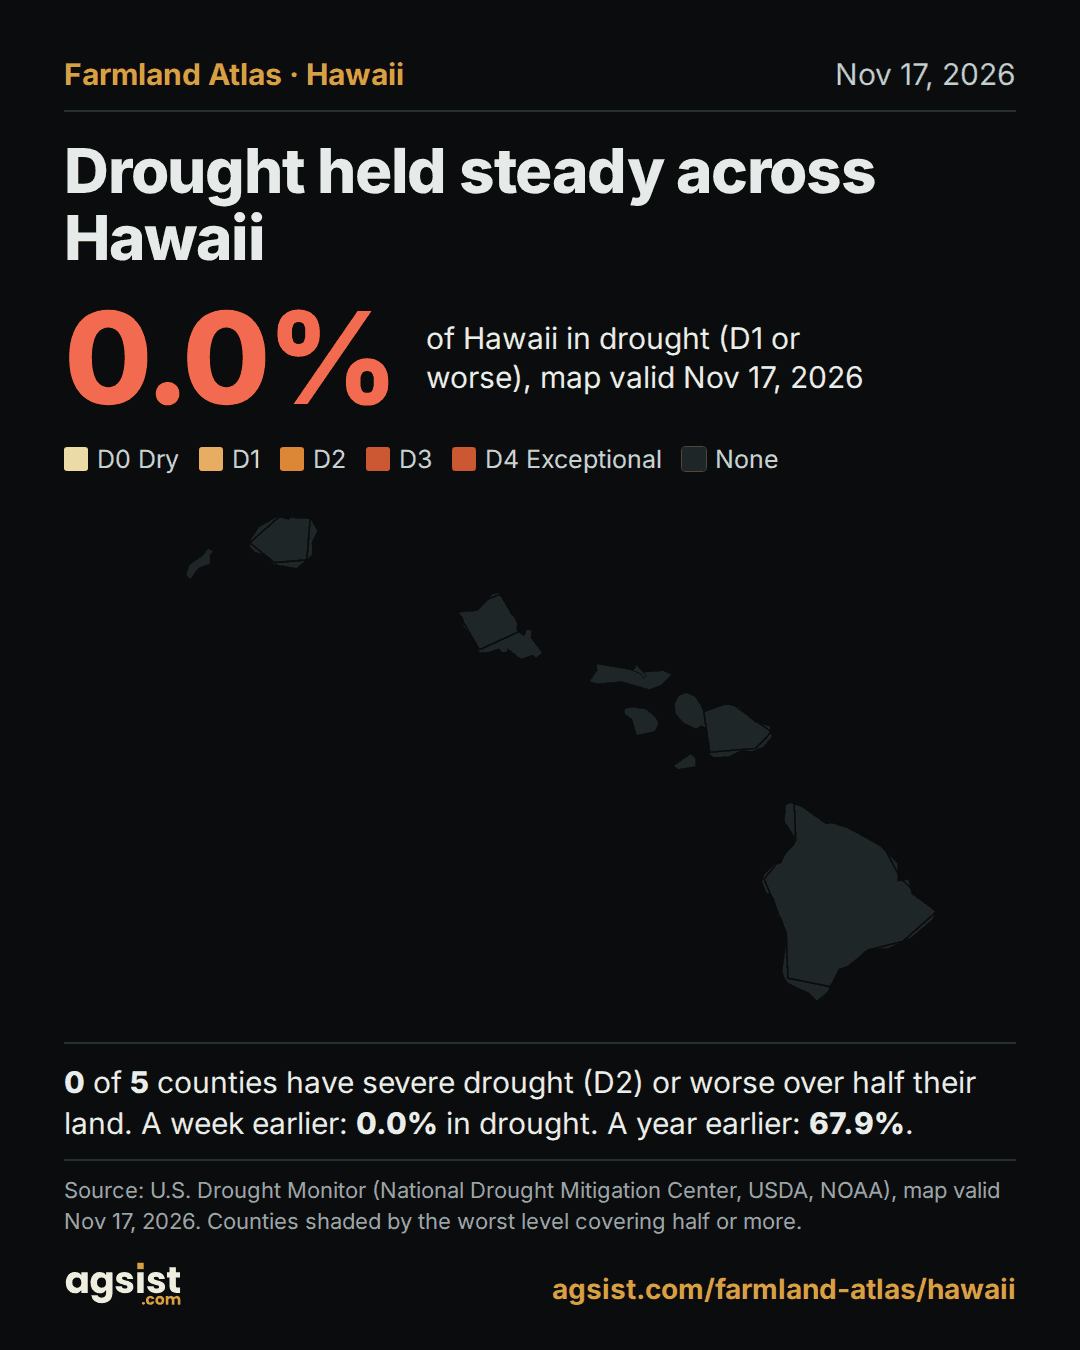 Farmland Atlas · Hawaii
Nov 17, 2026
Drought held steady across
Hawaii
0.0%
of Hawaii in drought (D1 or
worse), map valid Nov 17, 2026
D0 Dry D1 D2 D3 D4 Exceptional None
0 of 5 counties have severe drought (D2) or worse over half their
land. A week earlier: 0.0% in drought. A year earlier: 67.9%.
Source: U.S. Drought Monitor (National Drought Mitigation Center, USDA, NOAA), map valid
Nov 17, 2026. Counties shaded by the worst level covering half or more.
agsist
.com
agsist.com/farmland-atlas/hawaii